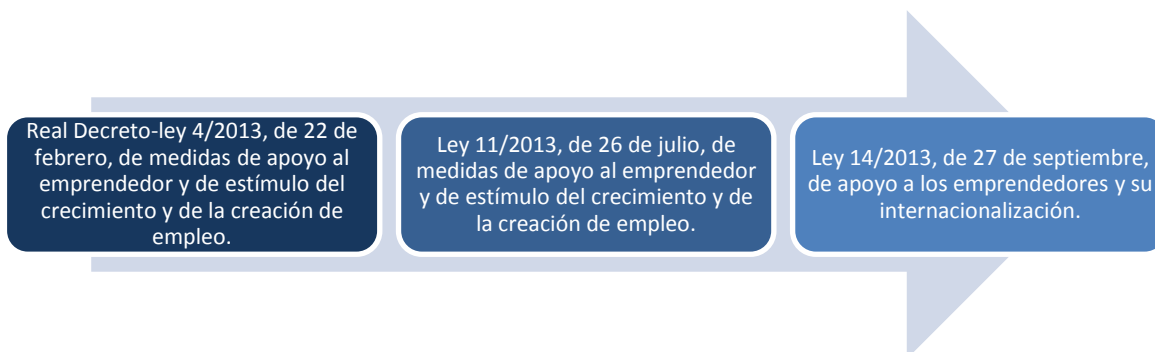 Real Decreto-ley 4/2013, de 22 de
febrero, de medidas de apoyo al
emprendedor y de estímulo del
crecimiento y de la creación de
empleo.
Ley 11/2013, de 26 de julio, de
medidas de apoyo al emprendedor
y de estímulo del crecimiento y de
la creación de empleo.
Ley 14/2013, de 27 de septiembre,
de apoyo a los emprendedores y su
internacionalización.